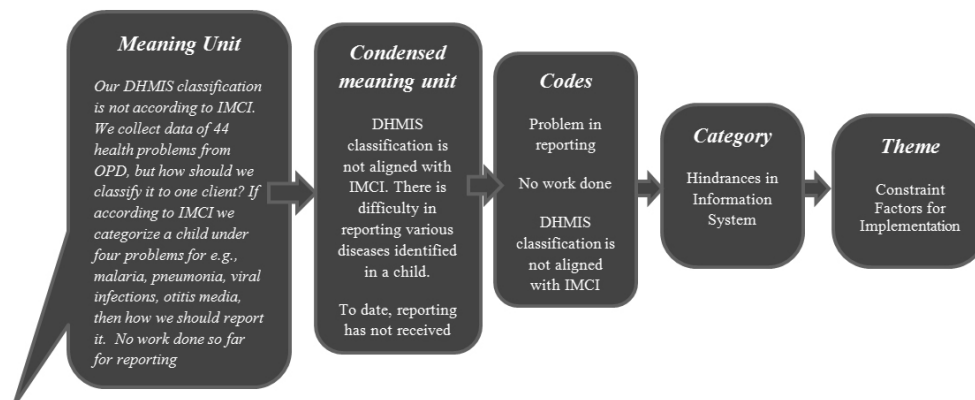 Meaning Unit
Our DHMIS classification
is not according to IMCI.
We collect data of 44
health problems from
OPD, but how should we
classify it to one client? If
according to IMCI we
categorize a child under
four problems for e.g.,
malaria, pneumonia, viral
infections, otitis media,
then how we should report
it. No work done so far
for reporting
Condensed
meaning unit
DHMIS
classification is
not aligned with
IMCI. There is
difficulty in
reporting various
diseases identified
in a child.
To date, reporting
has not received
Codes
Problem in
reporting
No work done
DHMIS
classification is
not aligned
with IMCI
Category
Hindrances in
Information
System
Theme
Constraint
Factors for
Implementation